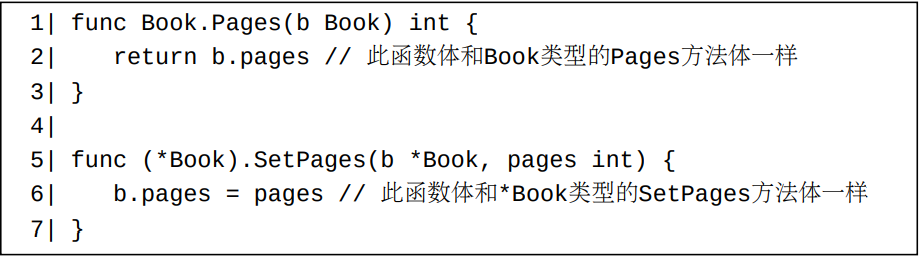 1| func Book.Pages(b Book) int {
2|    return b.pages // 此函数体和Book类型的Pages方法体一样
3| }
4|
5| func (*Book).SetPages(b *Book, pages int) {
6|    b.pages = pages // 此函数体和*Book类型的SetPages方法体一样
7| }